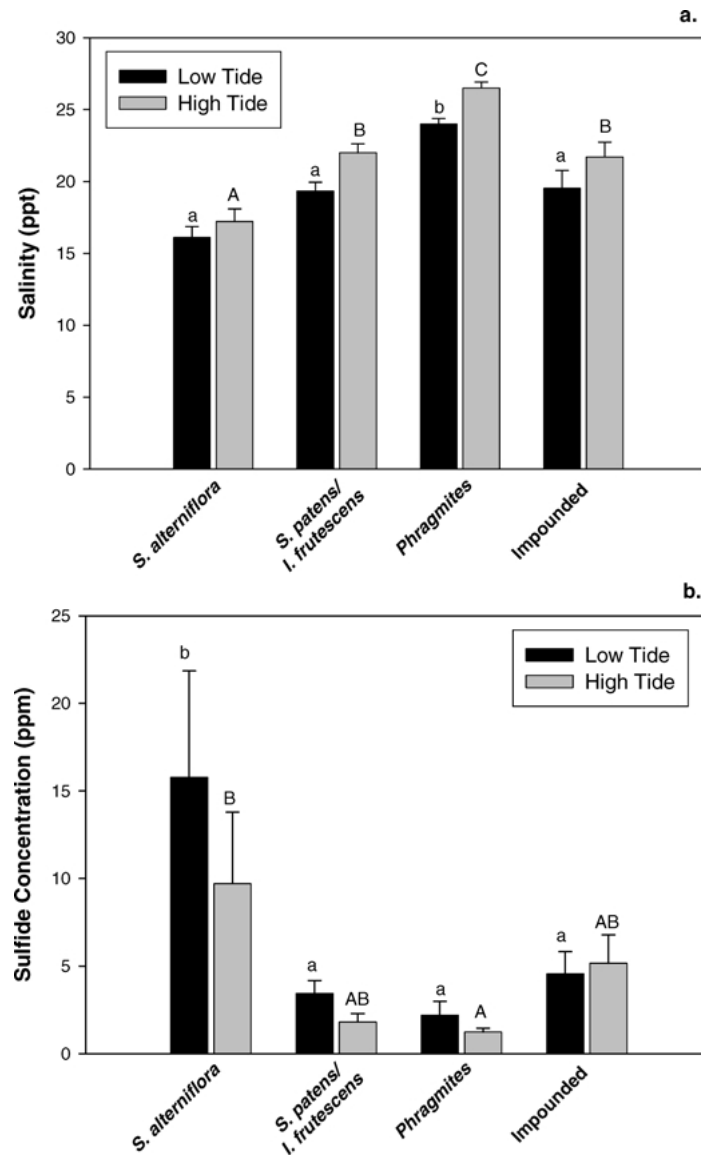 a.
30
25
20
15
10
5
0
Salinity (ppt)
Low Tide
High Tide
a
A
a
B
b
C
a
B
S. alterniflora
S. patens/
I. frutescens
Phragmites
Impounded
b.
25
20
15
10
5
0
Sulfide Concentration (ppm)
Low Tide
High Tide
b
B
a
AB
a
A
a
AB
S. alterniflora
S. patens/
I. frutescens
Phragmites
Impounded